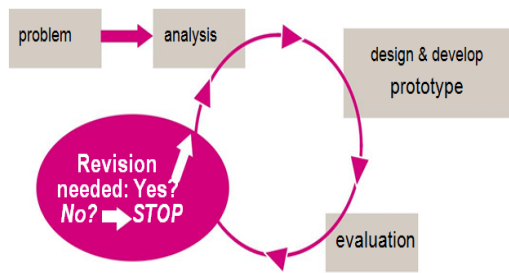 problem
analysis
design & develop
prototype
Revision
needed: Yes?
No? STOP
evaluation